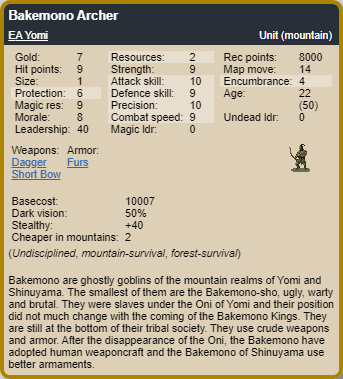 Bakemono Archer
EA Yomi Unit (mountain)
Gold: 7 Resources: 2 Rec points: 8000
Hit points: 9 Strength: 9 Map move: 14
Size: 1 Attack skill: 10 Encumbrance: 4
Protection: 6 Defence skill: 9 Age: 22
Magic res: 9 Precision: 10 (50)
Morale: 8 Combat speed: 9 Undead ldr: 0
Leadership: 40 Magic ldr: 0
Weapons: Armor:
Dagger Furs
Short Bow
Basecost: 10007
Dark vision: 50%
Stealthy: +40
Cheaper in mountains: 2
(Undisciplined, mountain-survival, forest-survival)
Bakemono are ghostly goblins of the mountain realms of Yomi and
Shinuyama. The smallest of them are the Bakemono-sho, ugly, warty
and brutal. They were slaves under the Oni of Yomi and their position
did not much change with the coming of the Bakemono Kings. They
are still at the bottom of their tribal society. They use crude weapons
and armor. After the disappearance of the Oni, the Bakemono have
adopted human weaponcraft and the Bakemono of Shinuyama use
better armaments.